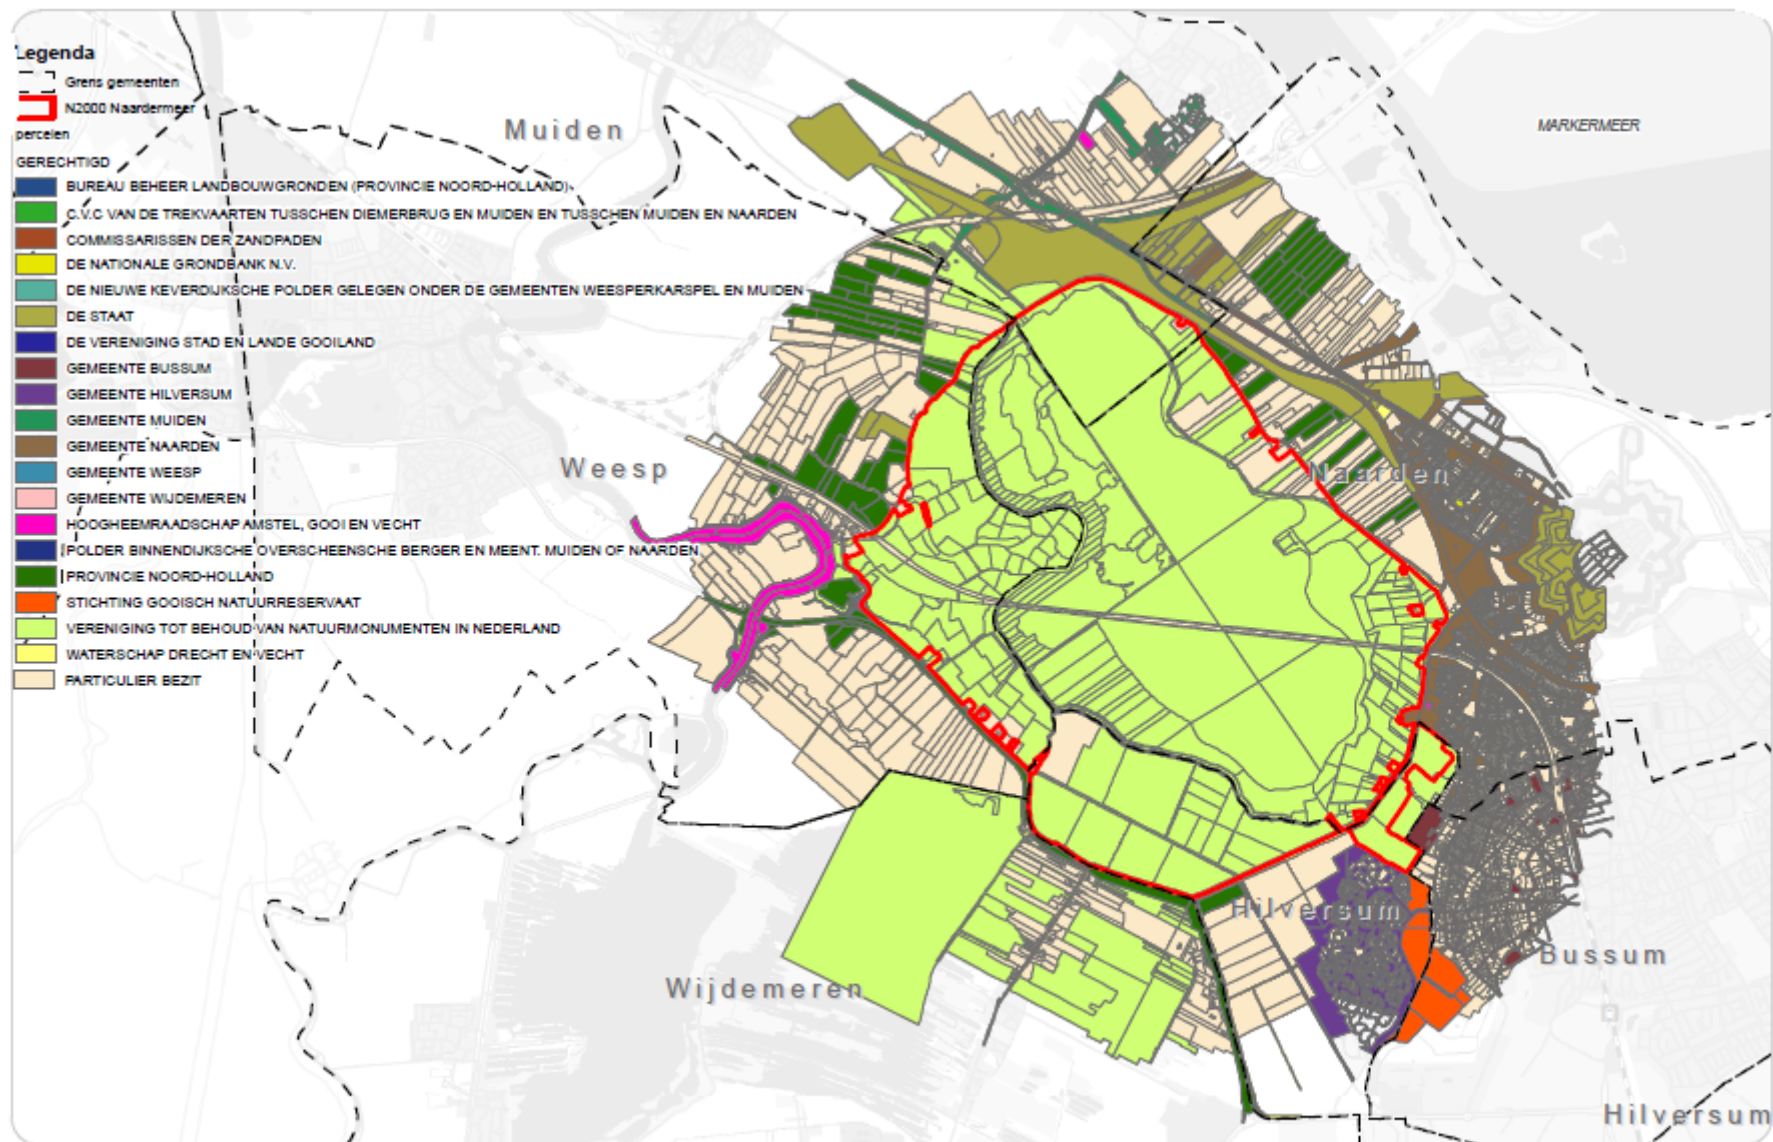 Legenda
Grens gemeenten
N2000 Naardermeer
percelen
GERECHTIGD
BUREAU BEHEER LANDBOUWGRONDEN (PROVINCIE NOORD-HOLLAND)
C.V.C VAN DE TREKVAARTEN TUSSCHEN DIEMERBRUG EN MUIDEN EN TUSSCHEN MUIDEN EN NAARDEN
COMMISSARISSEN DER ZANDPADEN
DE NATIONALE GRONDBANK N.V.
DE NIEUWE KEVERDIJKSCHE POLDER GELEGEN ONDER DE GEMEENTEN WEESPERKARSPEL EN MUIDEN
DE STAAT
DE VERENIGING STAD EN LANDE GOOILAND
GEMEENTE BUSSUM
GEMEENTE HILVERSUM
GEMEENTE MUIDEN
GEMEENTE NAARDEN
GEMEENTE WEESP
GEMEENTE WIJDEMEREN
HOOGHEEMRAADSCHAP AMSTEL, GOOI EN VECHT
POLDER BINNENDIJKSCHE OVERSCHEENSCHE BERGER EN MEENT. MUIDEN OF NAARDEN
PROVINCIE NOORD-HOLLAND
STICHTING GOOISCH NATUURRESERVAAT
VERENIGING TOT BEHOUD VAN NATUURMONUMENTEN IN NEDERLAND
WATERSCHAP DRECHT EN VECHT
PARTICULIER BEZIT
Muiden
MARKERMEER
Weesp
Naarden
Hilversum
Bussum
Wijdemeren
Hilversum